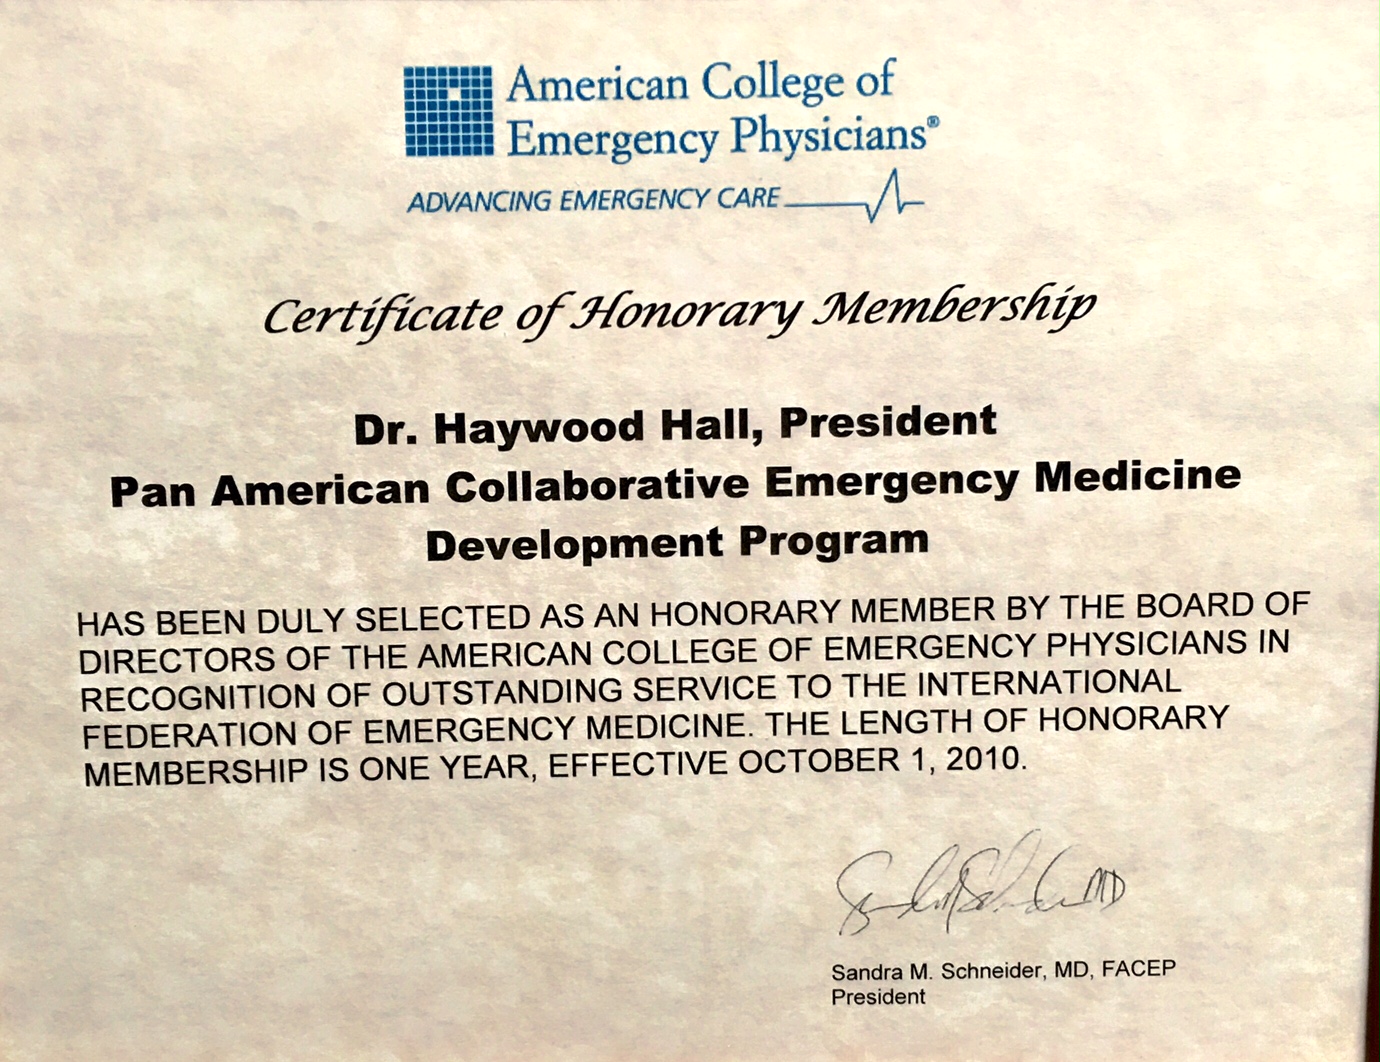 American College of
Emergency Physicians®
ADVANCING EMERGENCY CARE
Certificate of Honorary Membership
Dr. Haywood Hall, President
Pan American Collaborative Emergency Medicine
Development Program
HAS BEEN DULY SELECTED AS AN HONORARY MEMBER BY THE BOARD OF
DIRECTORS OF THE AMERICAN COLLEGE OF EMERGENCY PHYSICIANS IN
RECOGNITION OF OUTSTANDING SERVICE TO THE INTERNATIONAL
FEDERATION OF EMERGENCY MEDICINE. THE LENGTH OF HONORARY
MEMBERSHIP IS ONE YEAR, EFFECTIVE OCTOBER 1, 2010.
MD
Sandra M. Schneider, MD, FACEP
President